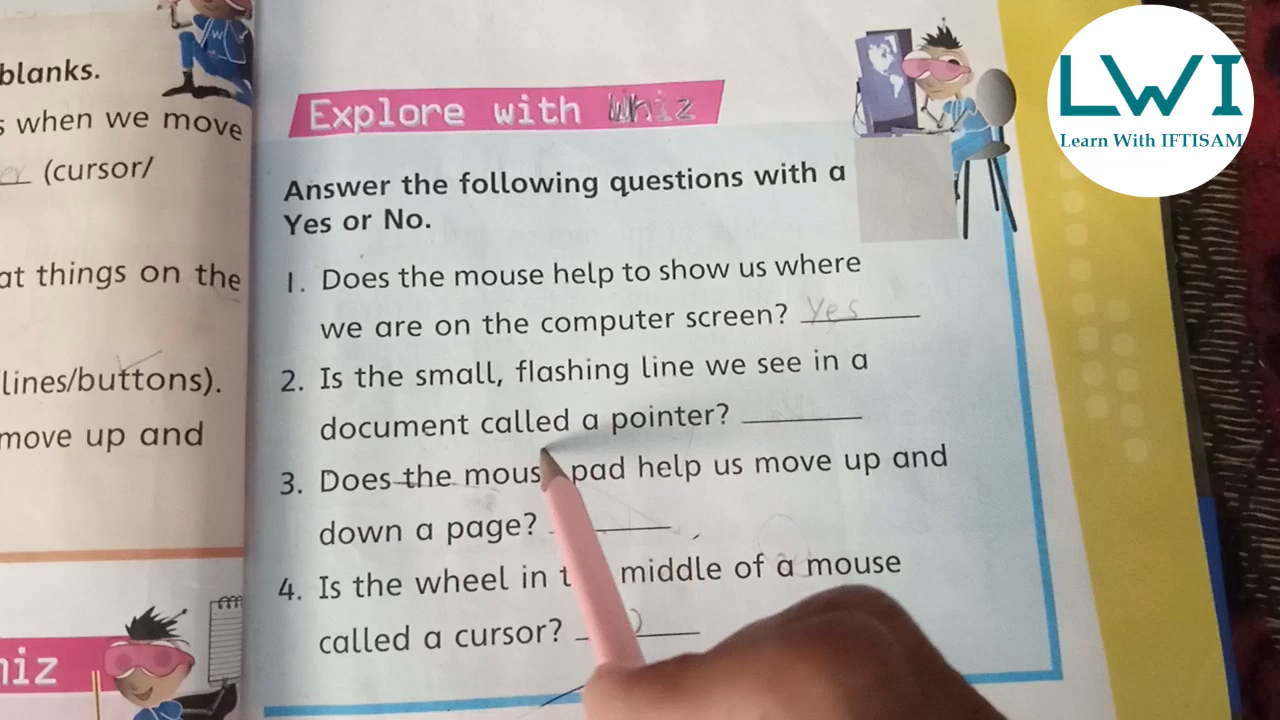 blanks.
when we move
(cursor/
at things on the
lines/buttons).
move up and
Explore with Whiz
Answer the following questions with a
Yes or No.
1. Does the mouse help to show us where
we are on the computer screen? Yes
2. Is the small, flashing line we see in a
document called a pointer?
3. Does the mous pad help us move up and
down a page?
4. Is the wheel in t middle of a mouse
called a cursor?
LWI
Learn With IFTISAM